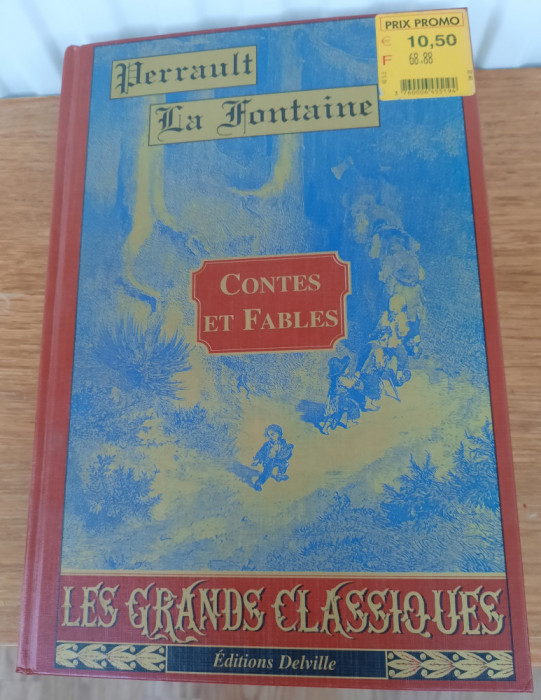 PRIX PROMO
€ 10,50
F 68.88
Perrault
La Fontaine
CONTES
ET FABLES
LES GRANDS CLASSIQUES
Éditions Delville